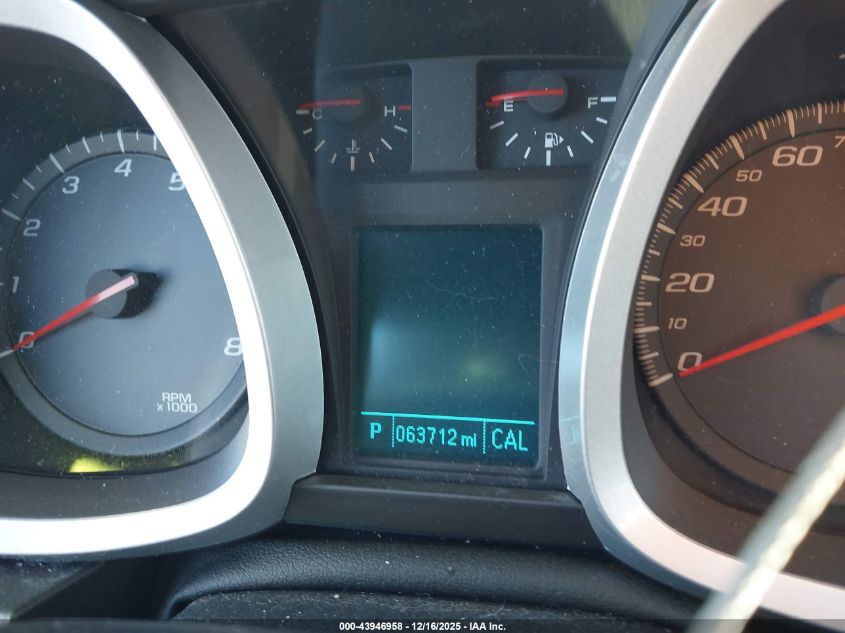 C H
E F
1 2 3 4 5 8
0
RPM
x 1000
0 10 20 30 40 50 60
P 063712 mi CAL
000-43946958 - 12/16/2025 - IAA Inc.